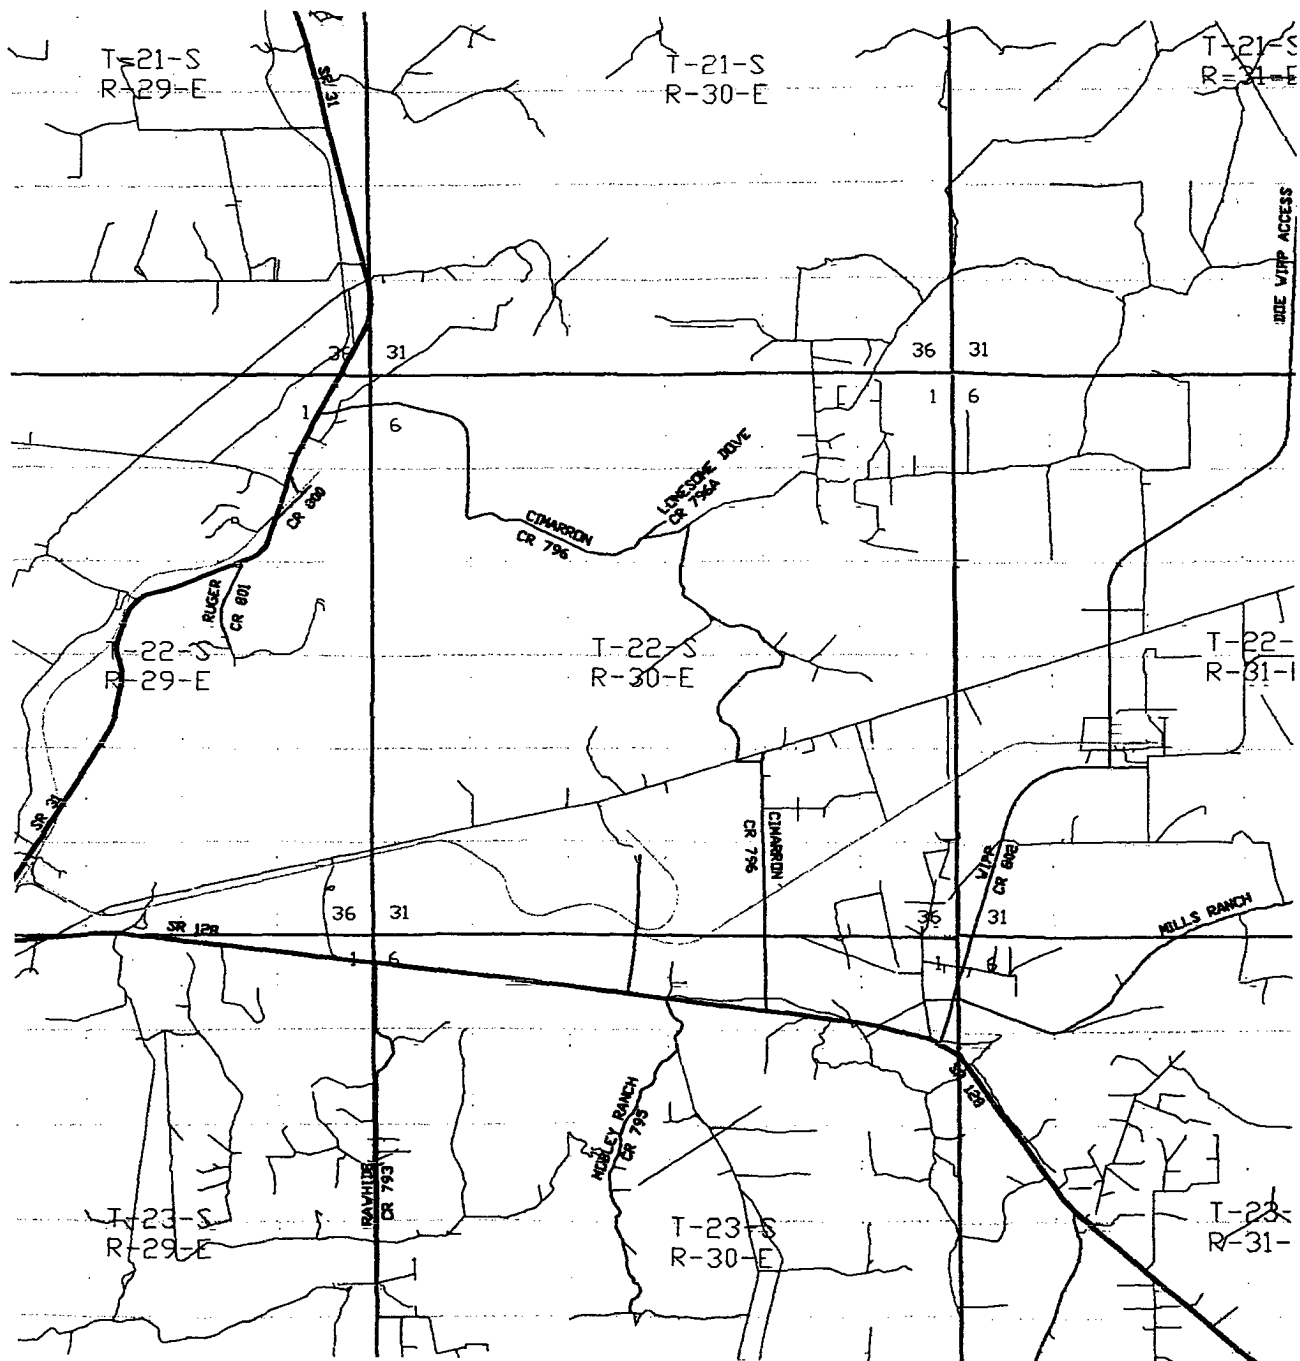 T-21-S
R-29-E
SR 31
T-21-S
R-30-E
T-21-S
R-31-E
DOE WIPP ACCESS
36
31
1
6
36
31
1
6
CR 800
CIMARRON
CR 796
LONESOME DOVE
CR 796A
RUGER
CR 801
T-22-S
R-29-E
T-22-S
R-30-E
T-22-
R-31-
SR 31
CIMARRON
CR 796
WIPP
CR 802
MILLS RANCH
SR 128
36
31
1
6
36
31
1
6
SR 128
MOBLEY RANCH
CR 795
RAWHIDE
CR 793
T-23-S
R-29-E
T-23-S
R-30-E
T-23-
R-31-